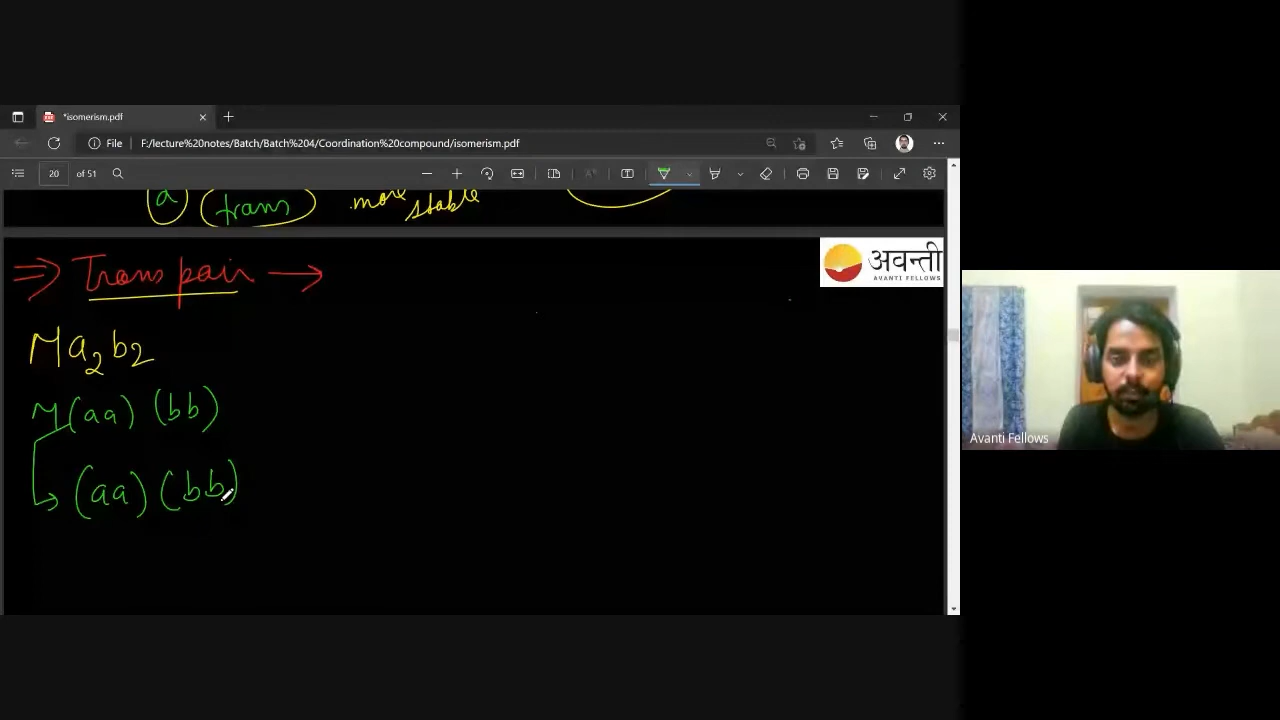 *isomerism.pdf
File F:/lecture%20notes/Batch/Batch%204/Coordination%20compound/isomerism.pdf
20 of 51
a trans more stable
⇒ Trans pair →
अवन्ती
AVANTI FELLOWS
Ma₂b₂
M(aa) (bb)
(aa) (bb)
Avanti Fellows